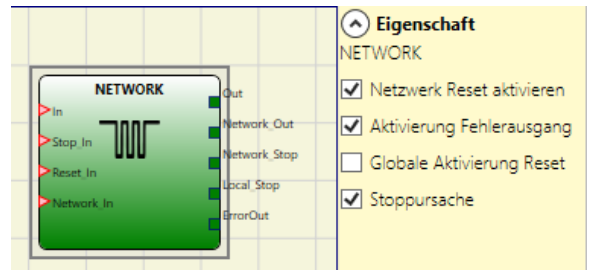 NETWORK
In
Stop_In
Reset_In
Network_In
Out
Network_Out
Network_Stop
Local_Stop
ErrorOut
Eigenschaft
NETWORK
Netzwerk Reset aktivieren
Aktivierung Fehlerausgang
Globale Aktivierung Reset
Stoppursache